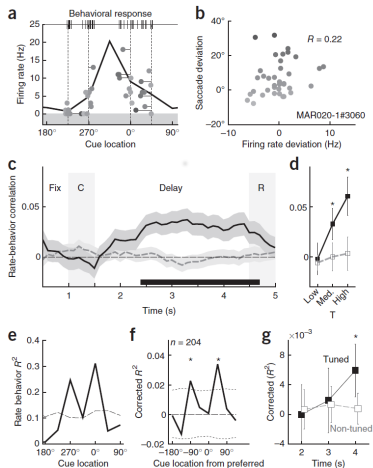 a
Behavioral response
Firing rate (Hz)
25
20
15
10
5
0
180° 270° 0° 90°
Cue location
b
Saccade deviation
40°
20°
0°
−20°
R = 0.22
MAR020-1#3060
−10 0 10
Firing rate deviation (Hz)
c
Rate-behavior correlation
0.05
0
Fix C Delay R
1 2 3 4 5
Time (s)
d
0.05
0
*
*
Low Med. High
T
e
Rate behavior R²
0.4
0.3
0.2
0.1
0
180° 270° 0° 90°
Cue location
f
n = 204
Corrected R²
0.04
0.02
0
−0.02
* *
−180° −90° 0° 90°
Cue location from preferred
g
×10⁻³
Corrected (R²)
8
4
0
−4
Tuned
*
Non-tuned
2 3 4
Time (s)